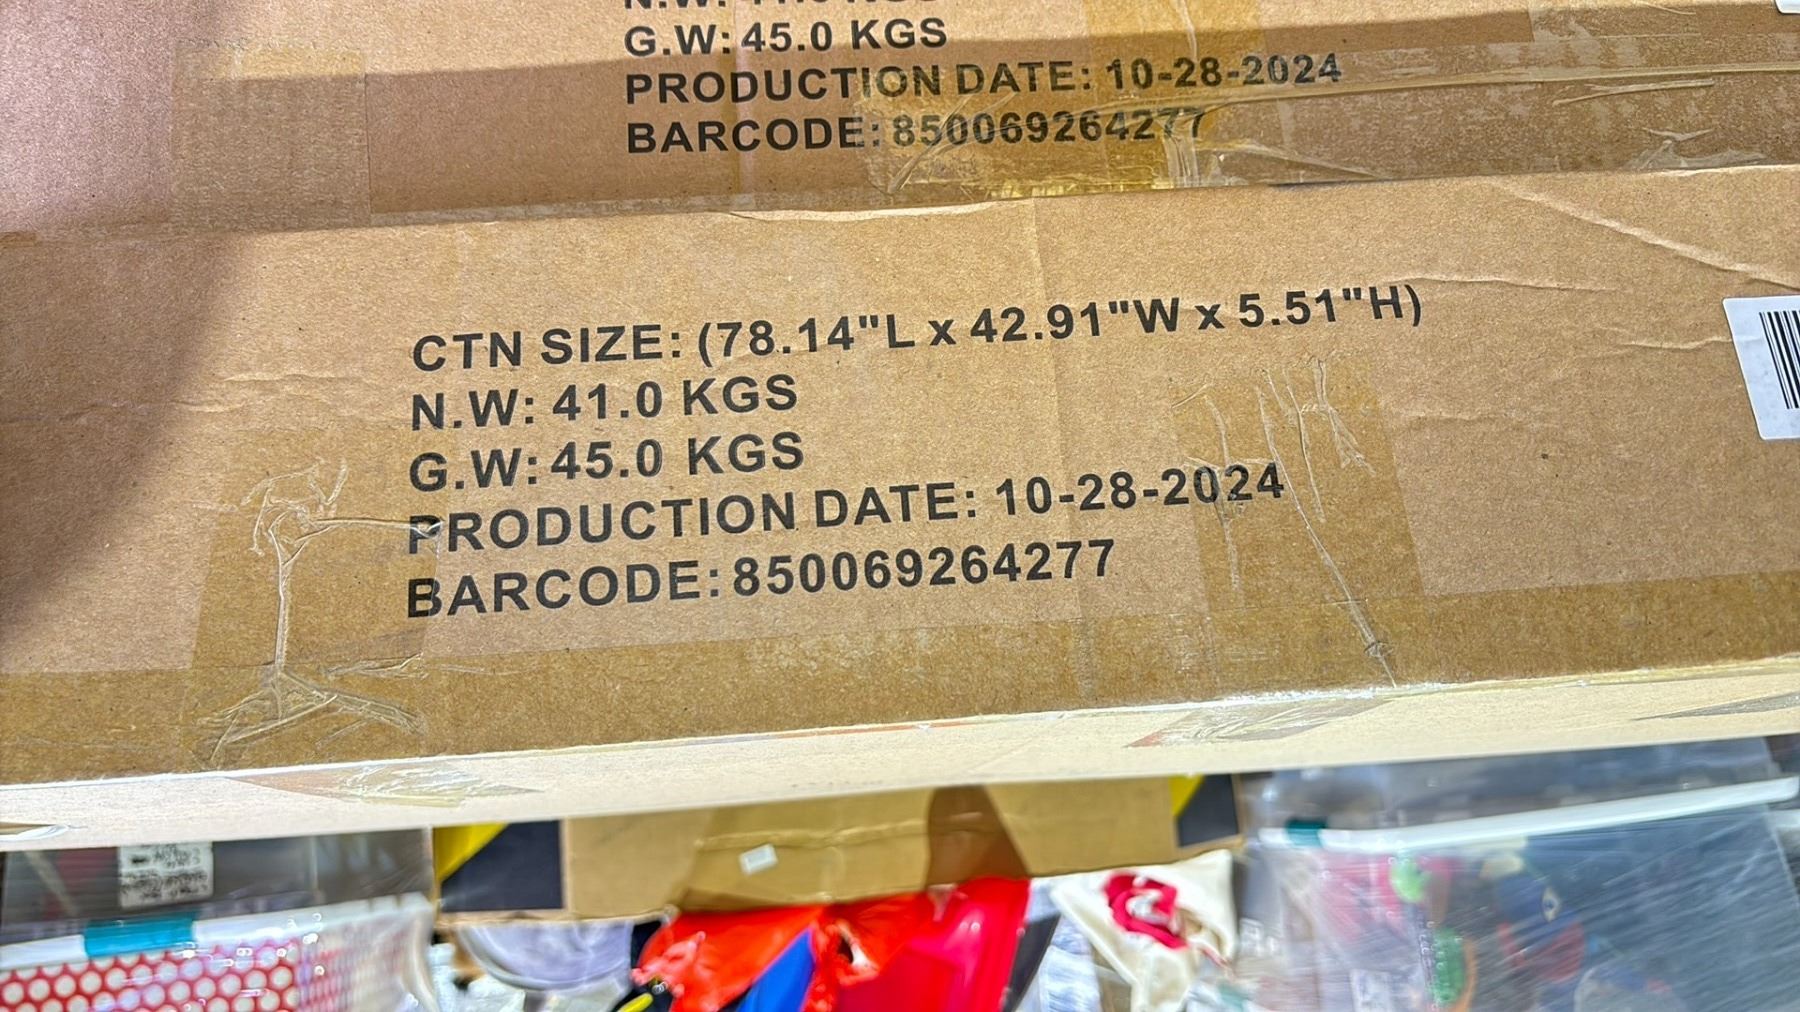 G.W: 45.0 KGS
PRODUCTION DATE: 10-28-2024
BARCODE: 850069264277
CTN SIZE: (78.14"L x 42.91"W x 5.51"H)
N.W: 41.0 KGS
G.W: 45.0 KGS
PRODUCTION DATE: 10-28-2024
BARCODE: 850069264277